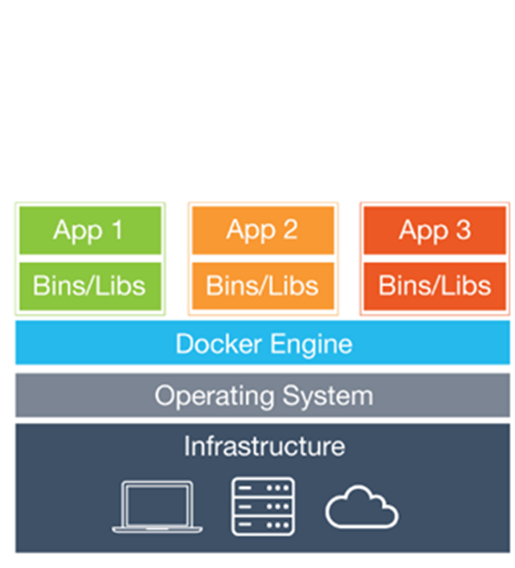 App 1 App 2 App 3
Bins/Libs Bins/Libs Bins/Libs
Docker Engine
Operating System
Infrastructure